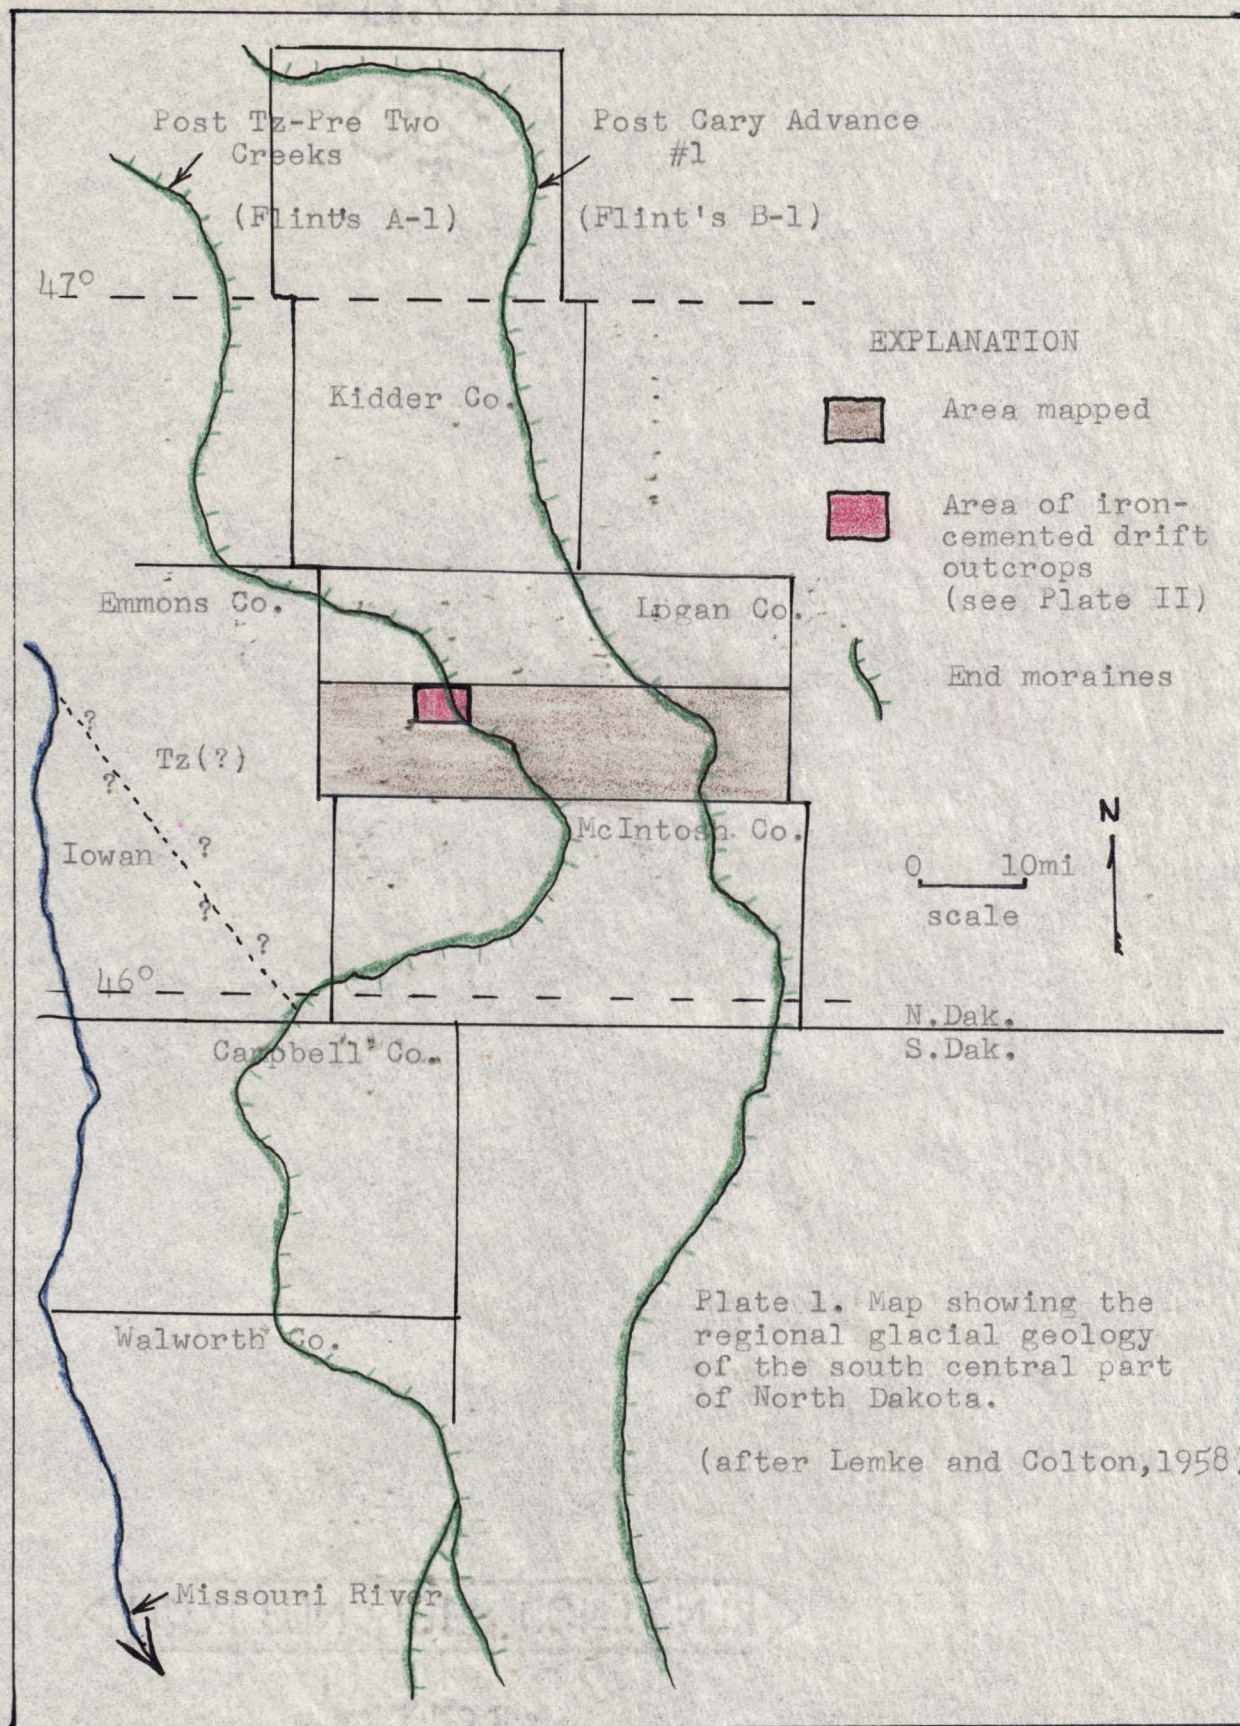 Post Tz-Pre Two
Creeks
(Flint's A-1)
Post Cary Advance
#1
(Flint's B-1)
47°
EXPLANATION
Kidder Co.
Area mapped
Area of iron-
cemented drift
outcrops
(see Plate II)
Emmons Co.
Logan Co.
End moraines
?
Tz(?)
?
Iowan
?
McIntosh Co.
N
0 10mi
scale
?
?
46°
N.Dak.
S.Dak.
Campbell Co.
Plate 1. Map showing the
regional glacial geology
of the south central part
of North Dakota.
(after Lemke and Colton,1958)
Walworth Co.
Missouri River